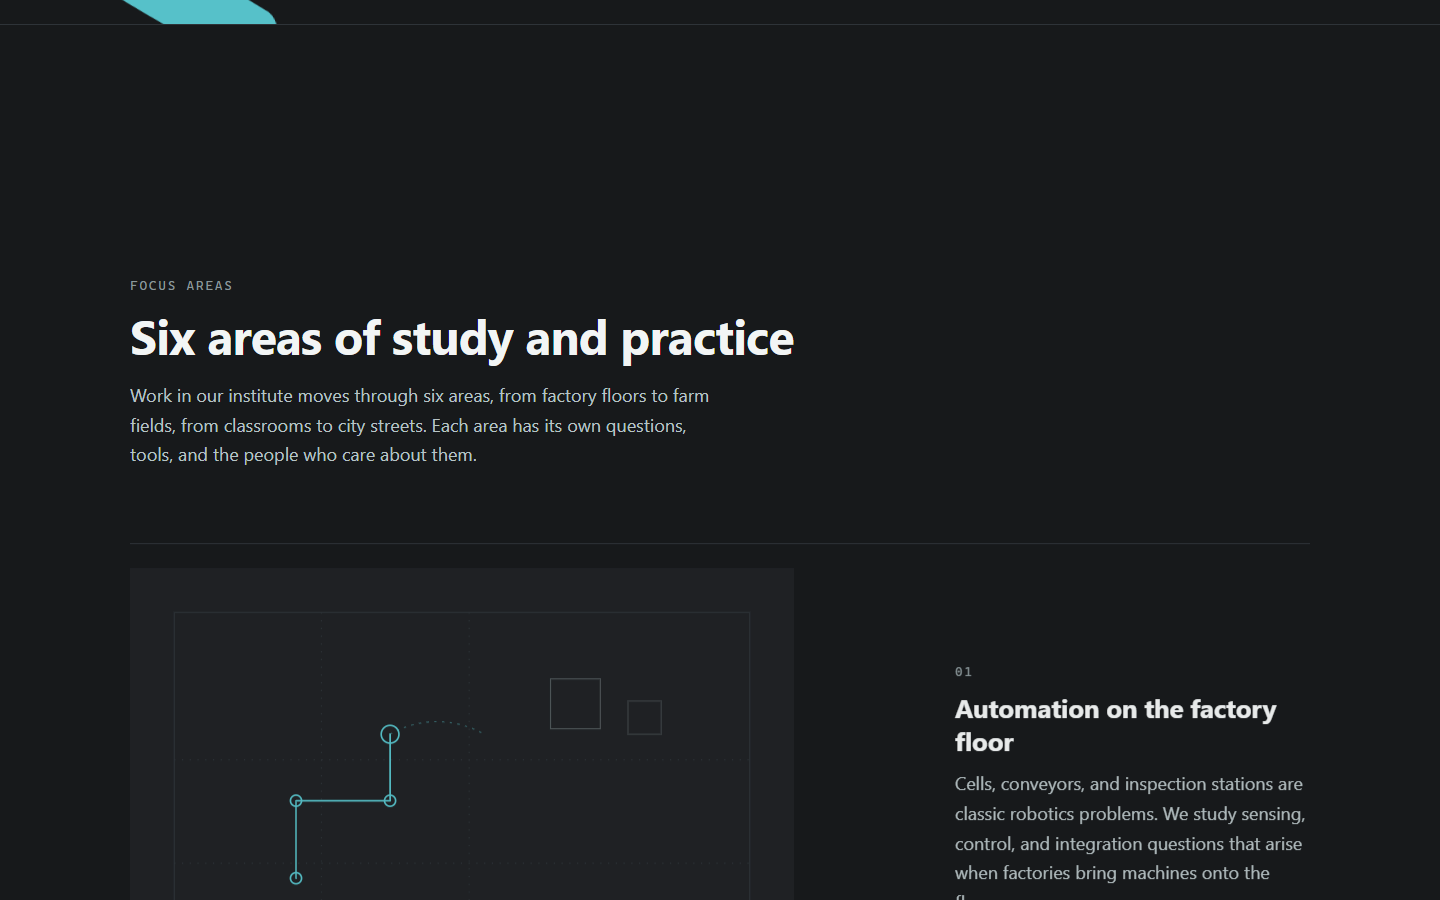 FOCUS AREAS
Six areas of study and practice
Work in our institute moves through six areas, from factory floors to farm
fields, from classrooms to city streets. Each area has its own questions,
tools, and the people who care about them.
01
Automation on the factory
floor
Cells, conveyors, and inspection stations are
classic robotics problems. We study sensing,
control, and integration questions that arise
when factories bring machines onto the